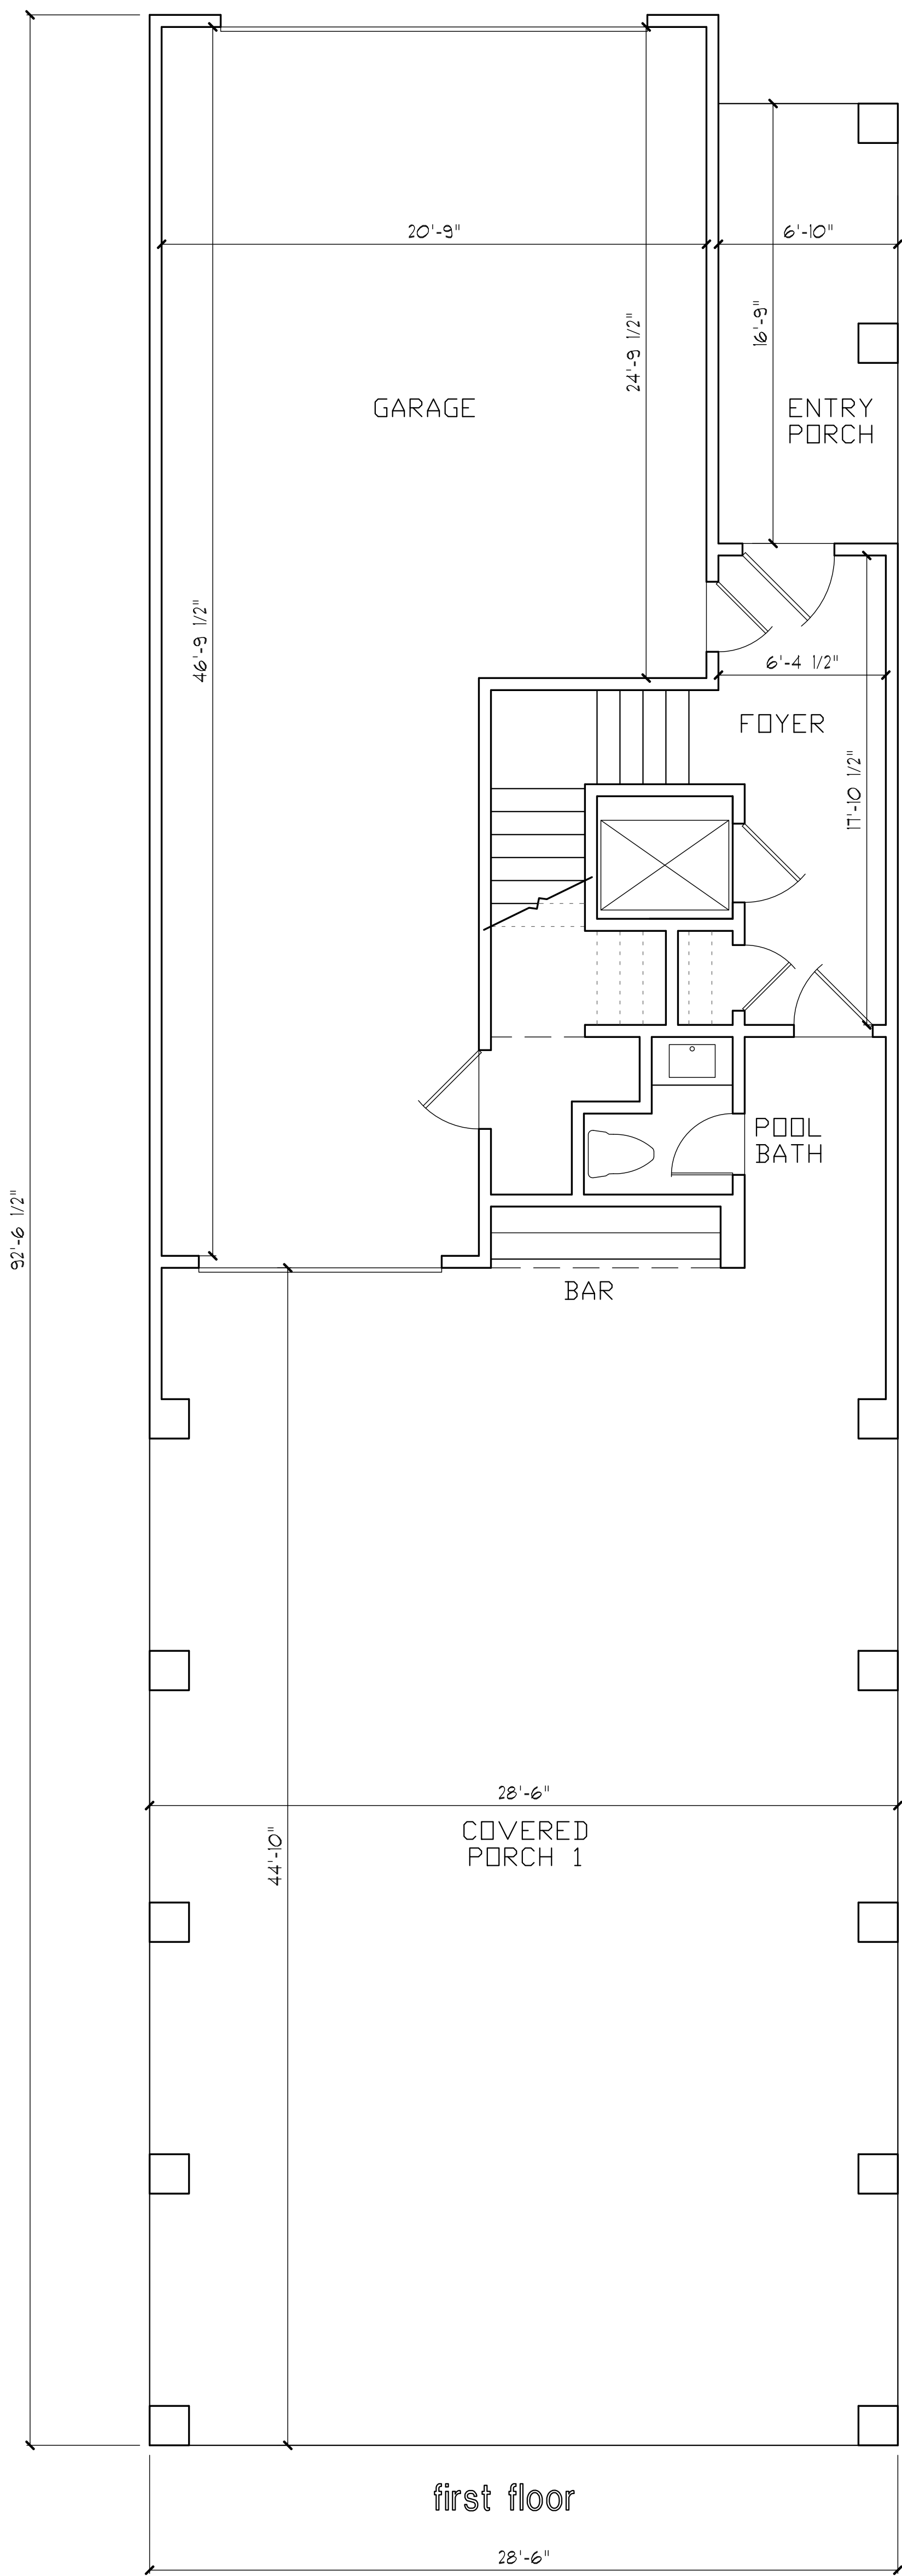 20'-9"
6'-10"
16'-9"
24'-9 1/2"
GARAGE
ENTRY
PORCH
46'-9 1/2"
6'-4 1/2"
FOYER
17'-10 1/2"
POOL
BATH
92'-6 1/2"
BAR
28'-6"
COVERED
PORCH 1
44'-10"
first floor
28'-6"